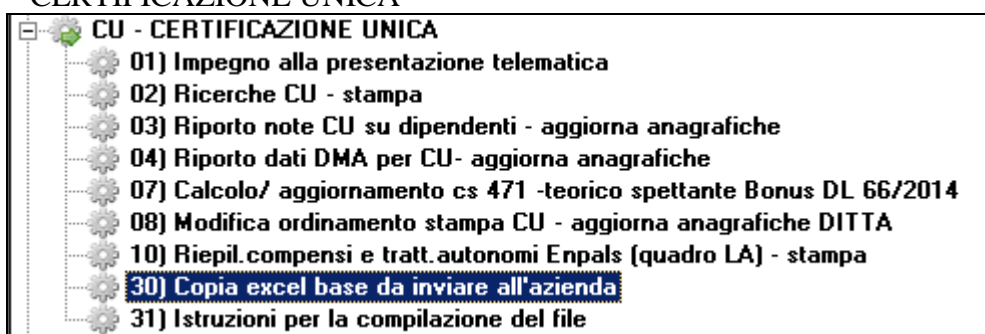 CERTIFICAZIONE UNICA
CU - CERTIFICAZIONE UNICA
01) Impegno alla presentazione telematica
02) Ricerche CU - stampa
03) Riporto note CU su dipendenti - aggiorna anagrafiche
04) Riporto dati DMA per CU- aggiorna anagrafiche
07) Calcolo/ aggiornamento cs 471 -teorico spettante Bonus DL 66/2014
08) Modifica ordinamento stampa CU - aggiorna anagrafiche DITTA
10) Riepil.compensi e tratt.autonomi Enpals (quadro LA) - stampa
30) Copia excel base da inviare all'azienda
31) Istruzioni per la compilazione del file